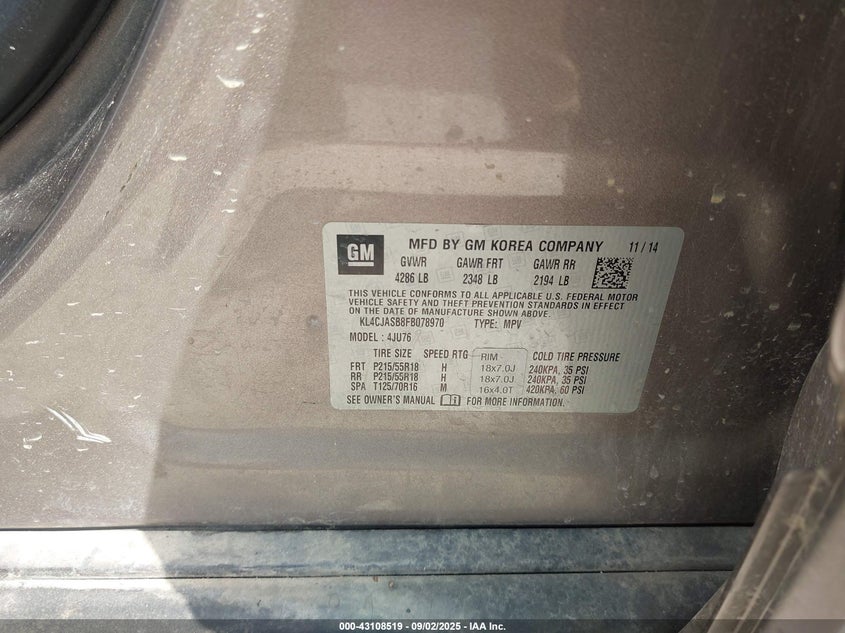 GM
MFD BY GM KOREA COMPANY 11/14
GVWR GAWR FRT GAWR RR
4286 LB 2348 LB 2194 LB
THIS VEHICLE CONFORMS TO ALL APPLICABLE U.S. FEDERAL MOTOR
VEHICLE SAFETY AND THEFT PREVENTION STANDARDS IN EFFECT
ON THE DATE OF MANUFACTURE SHOWN ABOVE.
KL4CJASB8FB078970 TYPE: MPV
MODEL : 4JU76
TIRE SIZE SPEED RTG RIM COLD TIRE PRESSURE
FRT P215/55R18 H 18x7.0J 240KPA, 35 PSI
RR P215/55R18 H 18x7.0J 240KPA, 35 PSI
SPA T125/70R16 M 16x4.0T 420KPA, 60 PSI
SEE OWNER'S MANUAL FOR MORE INFORMATION.
000-43108519 - 09/02/2025 - IAA Inc.